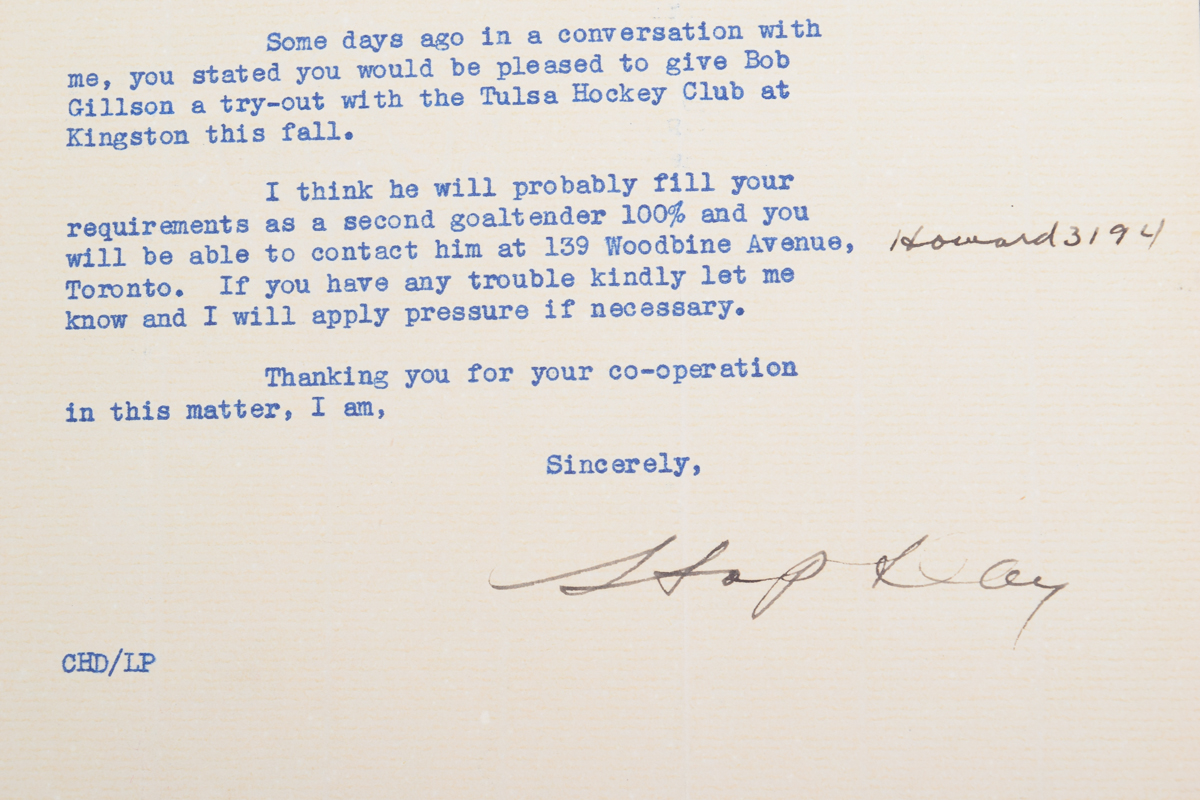 Some days ago in a conversation with
me, you stated you would be pleased to give Bob
Gillson a try-out with the Tulsa Hockey Club at
Kingston this fall.
I think he will probably fill your
requirements as a second goaltender 100% and you
will be able to contact him at 139 Woodbine Avenue, Howard 3194
Toronto. If you have any trouble kindly let me
know and I will apply pressure if necessary.
Thanking you for your co-operation
in this matter, I am,
Sincerely,
Hap Day
CHD/LP